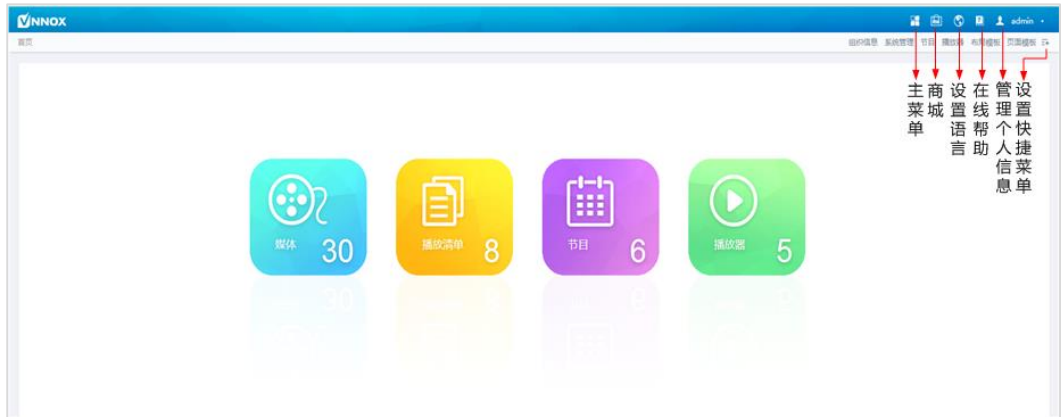 VNNOX
admin
首页
组织信息 系统管理 节目 播放器 布局模板 页面模板
主菜单
商城
设置语言
在线帮助
管理个人信息
设置快捷菜单
媒体 30
播放清单 8
节目 6
播放器 5